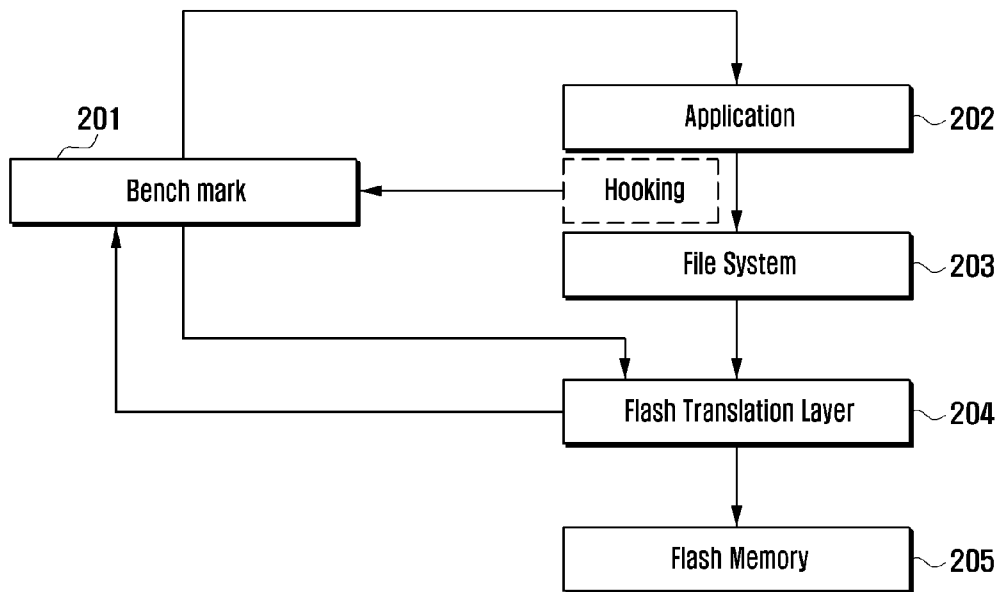 Application
202
201
Bench mark
Hooking
File System
203
Flash Translation Layer
204
Flash Memory
205